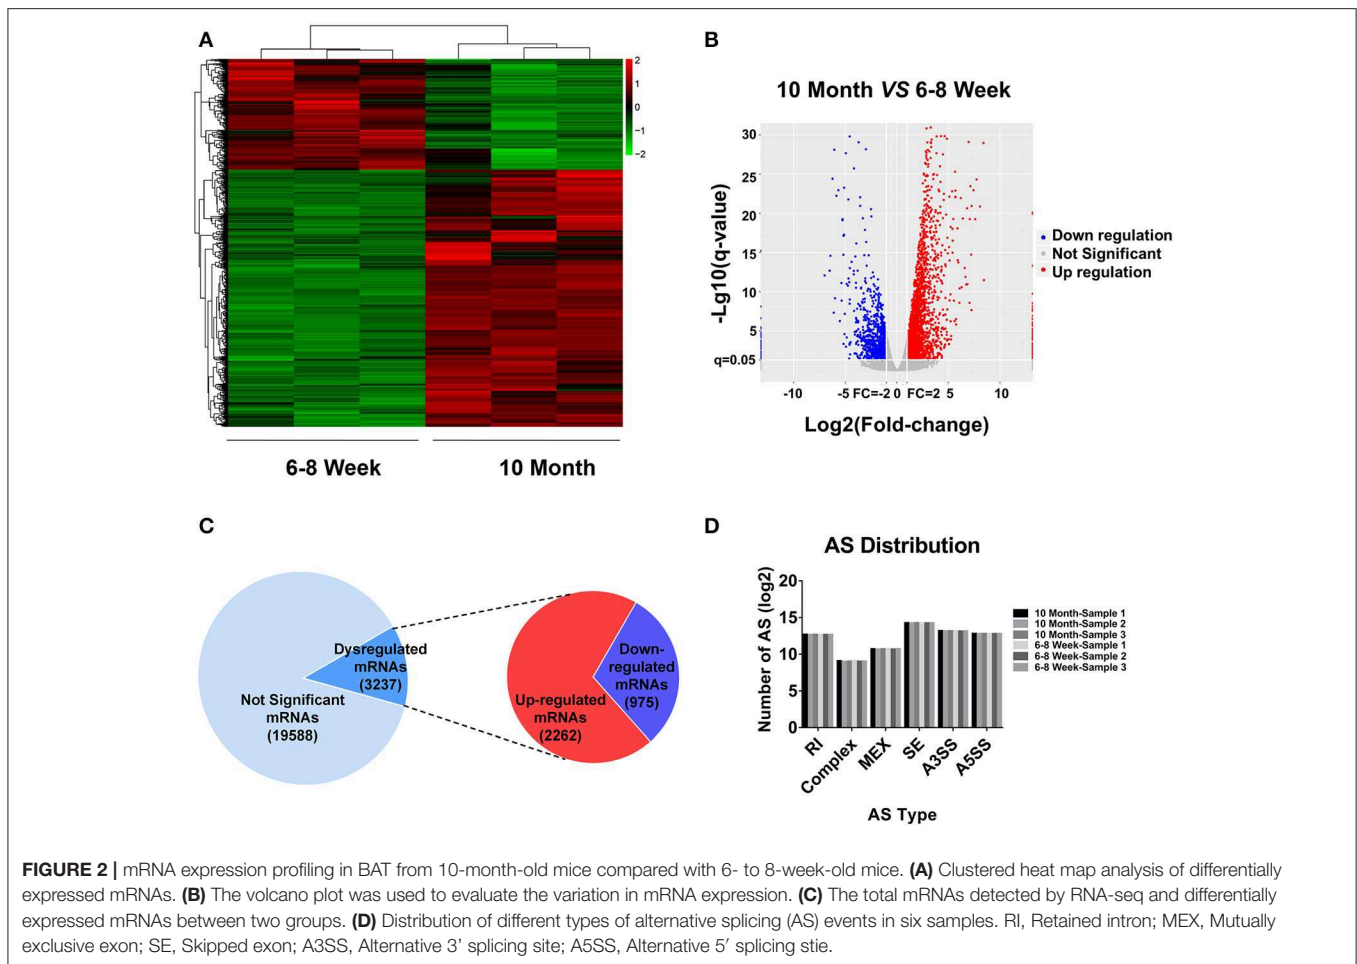 A
2
1
0
−1
−2
6-8 Week
10 Month
B
10 Month VS 6-8 Week
-Lg10(q-value)
30
25
20
15
10
5
q=0.05
-10
-5
FC=-2
0
FC=2
5
10
Log2(Fold-change)
Down regulation
Not Significant
Up regulation
C
Not Significant
mRNAs
(19588)
Dysregulated
mRNAs
(3237)
Up-regulated
mRNAs
(2262)
Down-
regulated
mRNAs
(975)
D
AS Distribution
Number of AS (log2)
20
15
10
5
0
RI
Complex
MEX
SE
A3SS
A5SS
AS Type
10 Month-Sample 1
10 Month-Sample 2
10 Month-Sample 3
6-8 Week-Sample 1
6-8 Week-Sample 2
6-8 Week-Sample 3
FIGURE 2 | mRNA expression profiling in BAT from 10-month-old mice compared with 6- to 8-week-old mice. (A) Clustered heat map analysis of differentially
expressed mRNAs. (B) The volcano plot was used to evaluate the variation in mRNA expression. (C) The total mRNAs detected by RNA-seq and differentially
expressed mRNAs between two groups. (D) Distribution of different types of alternative splicing (AS) events in six samples. RI, Retained intron; MEX, Mutually
exclusive exon; SE, Skipped exon; A3SS, Alternative 3' splicing site; A5SS, Alternative 5′ splicing stie.